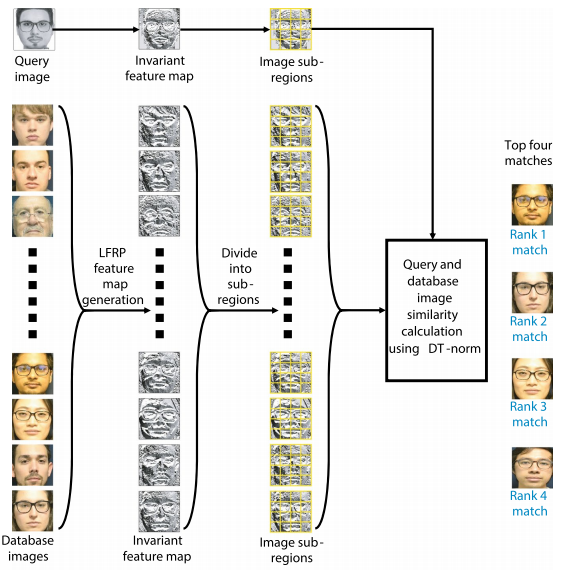 Query
image
Invariant
feature map
Image sub-
regions
Top four
matches
Rank 1
match
LFRP
feature
map
generation
Divide
into
sub-
regions
Query and
database
image
similarity
calculation
using DT-norm
Rank 2
match
Rank 3
match
Rank 4
match
Database
images
Invariant
feature map
Image sub-
regions